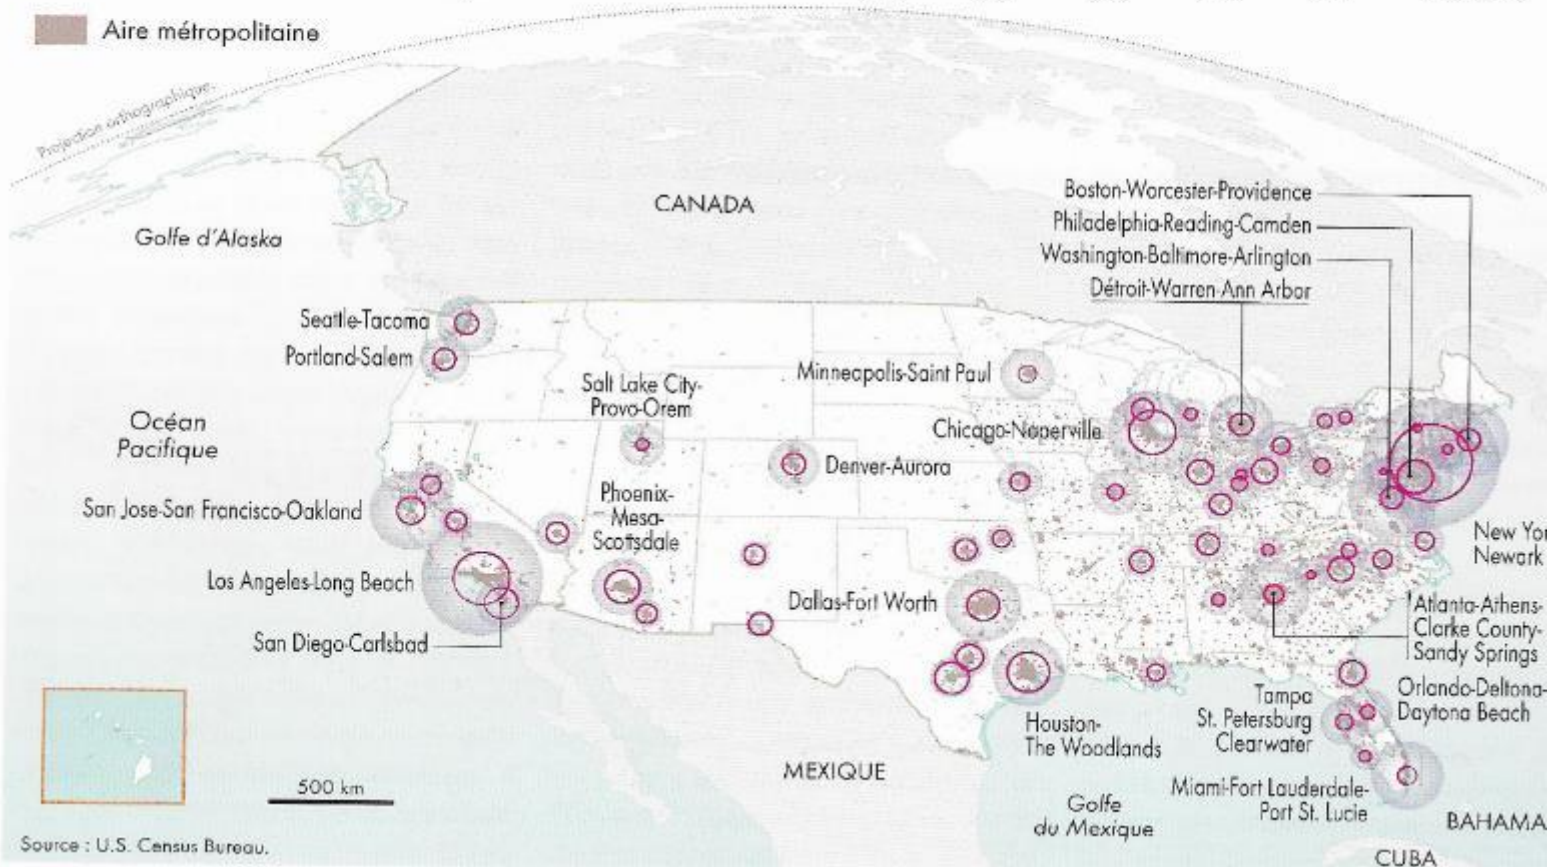 Aire métropolitaine
Projection orthographique
CANADA
Golfe d'Alaska
Boston-Worcester-Providence
Philadelphia-Reading-Camden
Washington-Baltimore-Arlington
Détroit-Warren-Ann Arbor
Seattle-Tacoma
Portland-Salem
Salt Lake City-
Provo-Orem
Minneapolis-Saint Paul
Océan
Pacifique
Chicago-Naperville
Denver-Aurora
San Jose-San Francisco-Oakland
Phoenix-
Mesa-
Scottsdale
New Yor
Newark
Los Angeles-Long Beach
Dallas-Fort Worth
Atlanta-Athens-
Clarke County-
Sandy Springs
San Diego-Carlsbad
Houston-
The Woodlands
Tampa
St. Petersburg
Clearwater
Orlando-Deltona-
Daytona Beach
MEXIQUE
Miami-Fort Lauderdale-
Port St. Lucie
500 km
Golfe
du Mexique
BAHAMA
CUBA
Source : U.S. Census Bureau.